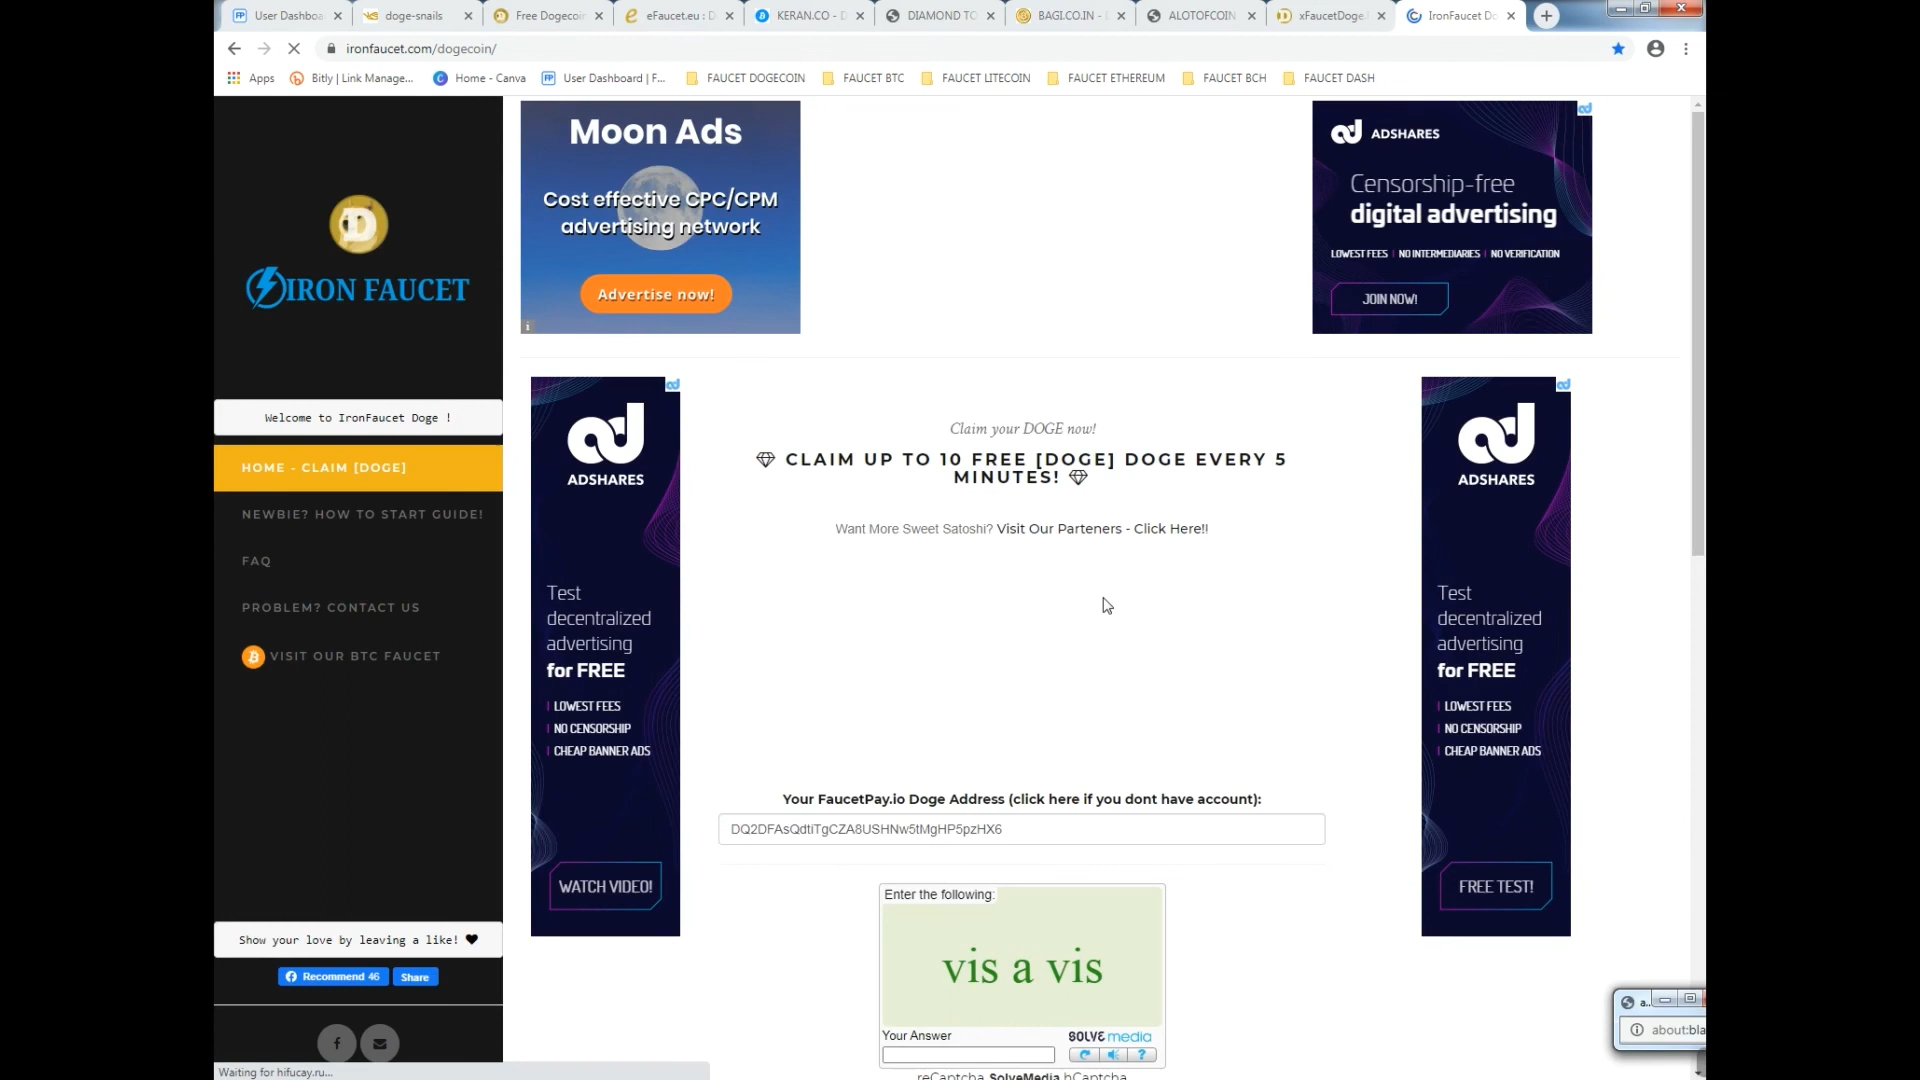 User Dashboa
doge-snails
Free Dogecoi
eFaucet.eu : D
KERAN.CO - D
DIAMOND TO
BAGI.CO.IN -
ALOTOFCOIN
xFaucetDoge.
IronFaucet Do
ironfaucet.com/dogecoin/
Apps
Bitly | Link Manage...
Home - Canva
User Dashboard | F...
FAUCET DOGECOIN
FAUCET BTC
FAUCET LITECOIN
FAUCET ETHEREUM
FAUCET BCH
FAUCET DASH
IRON FAUCET
Welcome to IronFaucet Doge !
HOME - CLAIM [DOGE]
NEWBIE? HOW TO START GUIDE!
FAQ
PROBLEM? CONTACT US
VISIT OUR BTC FAUCET
Show your love by leaving a like! ♥
Recommend 46
Share
Waiting for hifucay.ru...
Moon Ads
Cost effective CPC/CPM
advertising network
Advertise now!
ADSHARES
Censorship-free
digital advertising
LOWEST FEES | NO INTERMEDIARIES | NO VERIFICATION
JOIN NOW!
ADSHARES
Test
decentralized
advertising
for FREE
LOWEST FEES
NO CENSORSHIP
CHEAP BANNER ADS
WATCH VIDEO!
Claim your DOGE now!
CLAIM UP TO 10 FREE [DOGE] DOGE EVERY 5
MINUTES!
Want More Sweet Satoshi? Visit Our Parteners - Click Here!!
Your FaucetPay.io Doge Address (click here if you dont have account):
DQ2DFAsQdtiTgCZA8USHNw5tMgHP5pzHX6
Enter the following:
vis a vis
Your Answer
SOLVE media
reCaptcha SolveMedia hCaptcha
ADSHARES
Test
decentralized
advertising
for FREE
LOWEST FEES
NO CENSORSHIP
CHEAP BANNER ADS
FREE TEST!
a...
about:bla